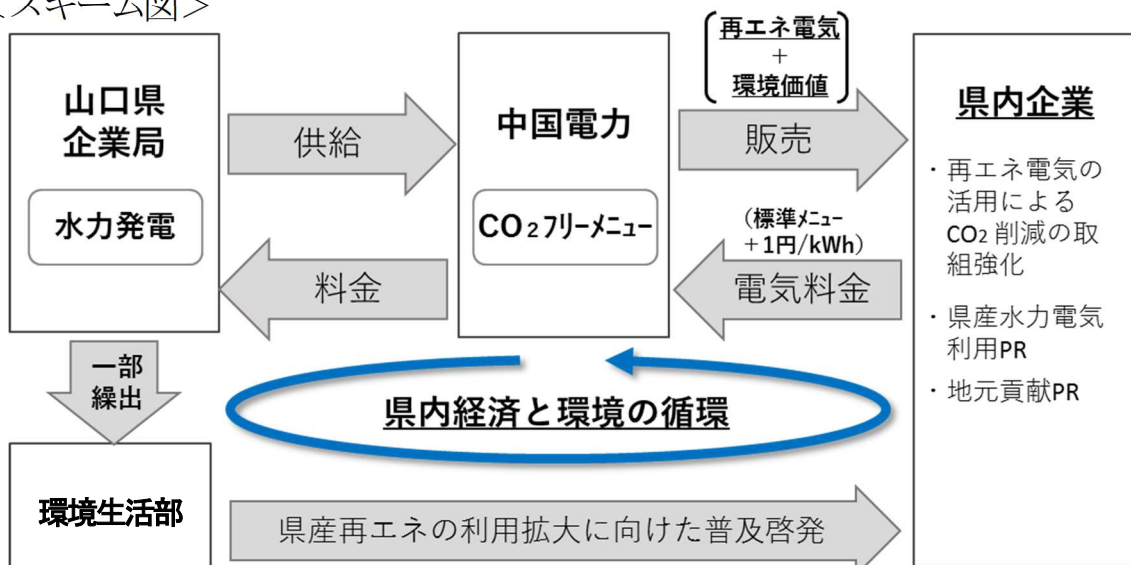 ＜スキーム図＞
山口県
企業局
水力発電
供給
料金
中国電力
CO₂フリーメニュー
再エネ電気
+
環境価値
販売
（標準メニュー
+1円/kWh）
電気料金
県内企業
・再エネ電気の
活用による
CO₂ 削減の取
組強化
・県産水力電気
利用PR
・地元貢献PR
一部
繰出
県内経済と環境の循環
環境生活部
県産再エネの利用拡大に向けた普及啓発